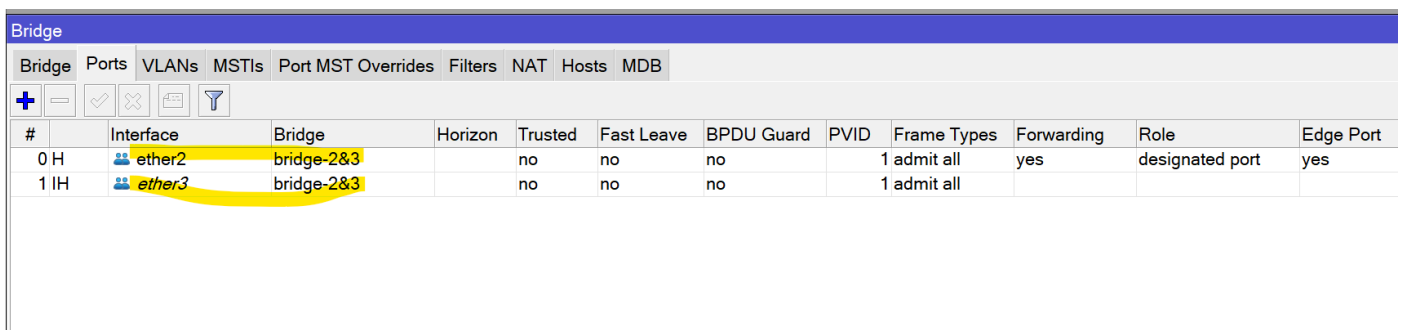 Bridge
Bridge Ports VLANs MSTIs Port MST Overrides Filters NAT Hosts MDB
# Interface Bridge Horizon Trusted Fast Leave BPDU Guard PVID Frame Types Forwarding Role Edge Port
0 H ether2 bridge-2&3 no no no 1 admit all yes designated port yes
1 IH ether3 bridge-2&3 no no no 1 admit all